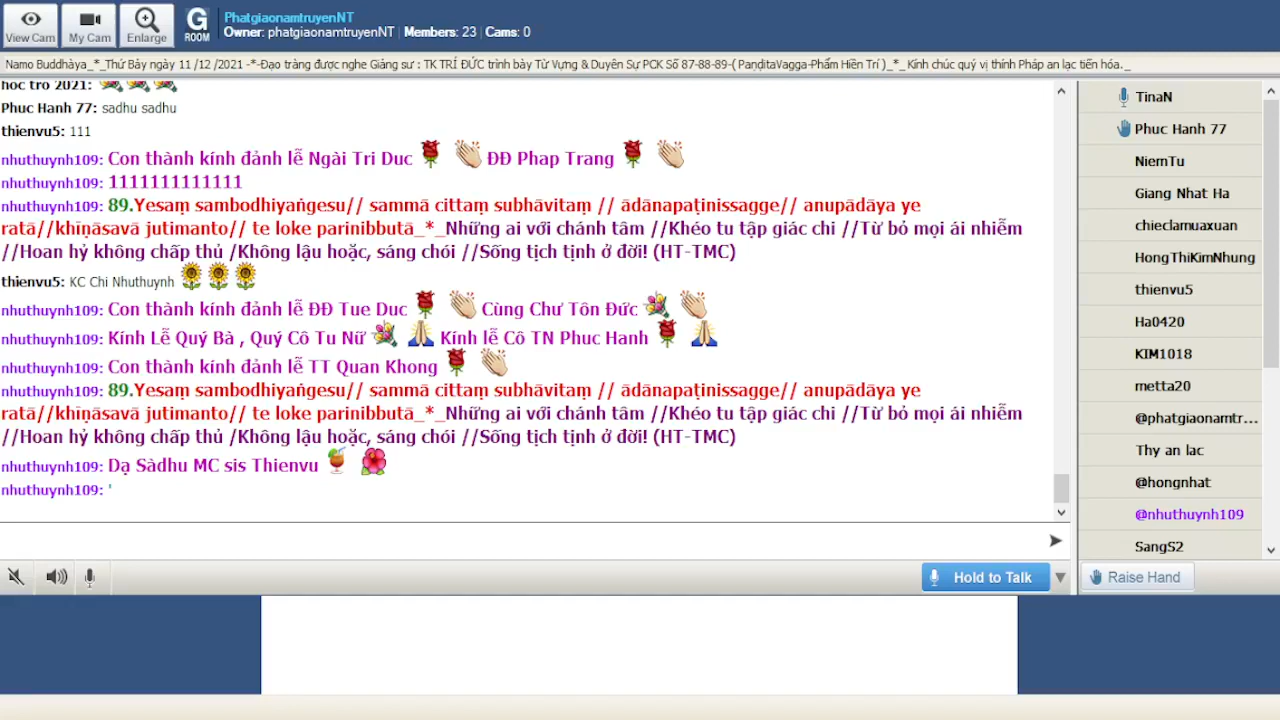 View Cam
My Cam
Enlarge
G
ROOM
PhatgiaonamtruyenNT
Owner: phatgiaonamtruyenNT | Members: 23 | Cams: 0
Namo Buddhàya_*_Thứ Bảy ngày 11 /12 /2021 -*-Đạo tràng được nghe Giảng sư : TK TRÍ ĐỨC trình bày Từ Vựng & Duyên Sự PCK Số 87-88-89-( PaṇḍitaVagga-Phẩm Hiền Trí )_*_ Kính chúc quý vị thính Pháp an lạc tiến hóa._
hoc tro 2021:
Phuc Hanh 77: sadhu sadhu
thienvu5: 111
nhuthuynh109: Con thành kính đảnh lễ Ngài Tri Duc ĐĐ Phap Trang
nhuthuynh109: 1111111111111
nhuthuynh109: 89.Yesaṃ sambodhiyaṅgesu// sammā cittaṃ subhāvitaṃ // ādānapaṭinissagge// anupādāya ye
ratā//khīṇāsavā jutimanto// te loke parinibbutā_*_Những ai với chánh tâm //Khéo tu tập giác chi //Từ bỏ mọi ái nhiễm
//Hoan hỷ không chấp thủ /Không lậu hoặc, sáng chói //Sống tịch tịnh ở đời! (HT-TMC)
thienvu5: KC Chi Nhuthuynh
nhuthuynh109: Con thành kính đảnh lễ ĐĐ Tue Duc Cùng Chư Tôn Đức
nhuthuynh109: Kính Lễ Quý Bà , Quý Cô Tu Nữ Kính lễ Cô TN Phuc Hanh
nhuthuynh109: Con thành kính đảnh lễ TT Quan Khong
nhuthuynh109: 89.Yesaṃ sambodhiyaṅgesu// sammā cittaṃ subhāvitaṃ // ādānapaṭinissagge// anupādāya ye
ratā//khīṇāsavā jutimanto// te loke parinibbutā_*_Những ai với chánh tâm //Khéo tu tập giác chi //Từ bỏ mọi ái nhiễm
//Hoan hỷ không chấp thủ /Không lậu hoặc, sáng chói //Sống tịch tịnh ở đời! (HT-TMC)
nhuthuynh109: Dạ Sàdhu MC sis Thienvu
nhuthuynh109: '
Hold to Talk
TinaN
Phuc Hanh 77
NiemTu
Giang Nhat Ha
chieclamuaxuan
HongThiKimNhung
thienvu5
Ha0420
KIM1018
metta20
@phatgiaonamtr...
Thy an lac
@hongnhat
@nhuthuynh109
SangS2
Raise Hand